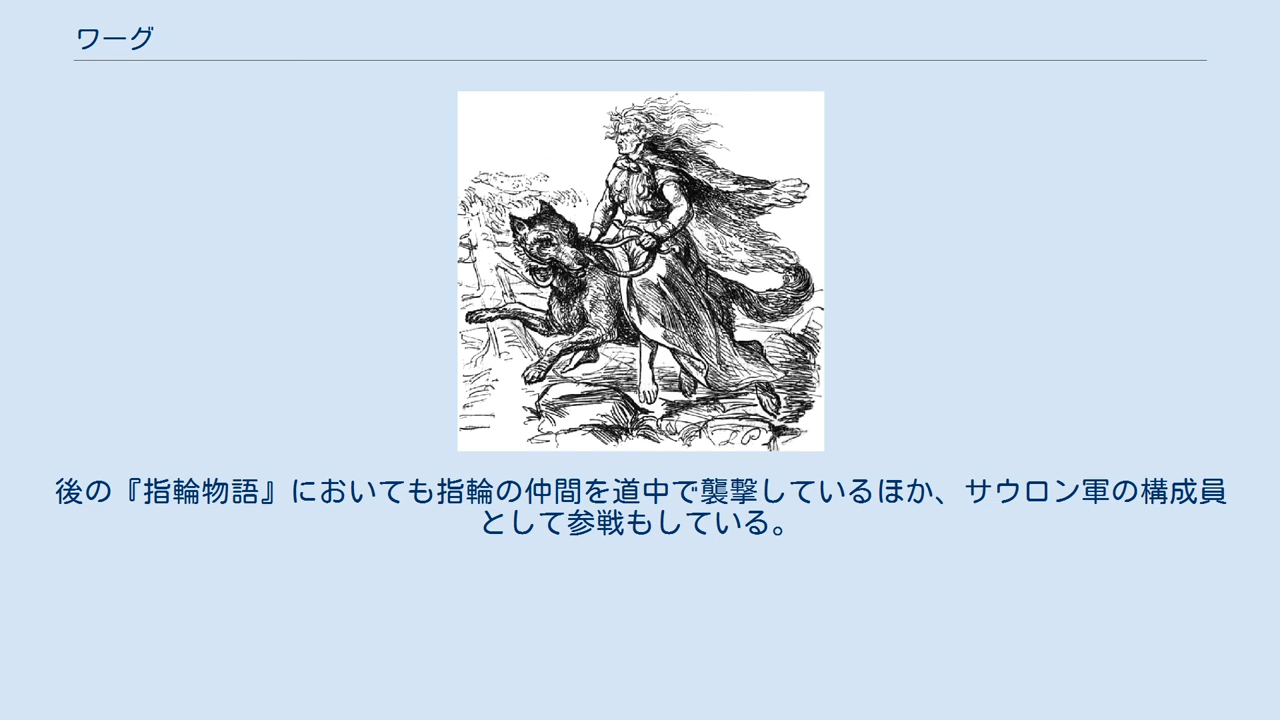 ワーグ
後の『指輪物語』においても指輪の仲間を道中で襲撃しているほか、サウロン軍の構成員
として参戦もしている。